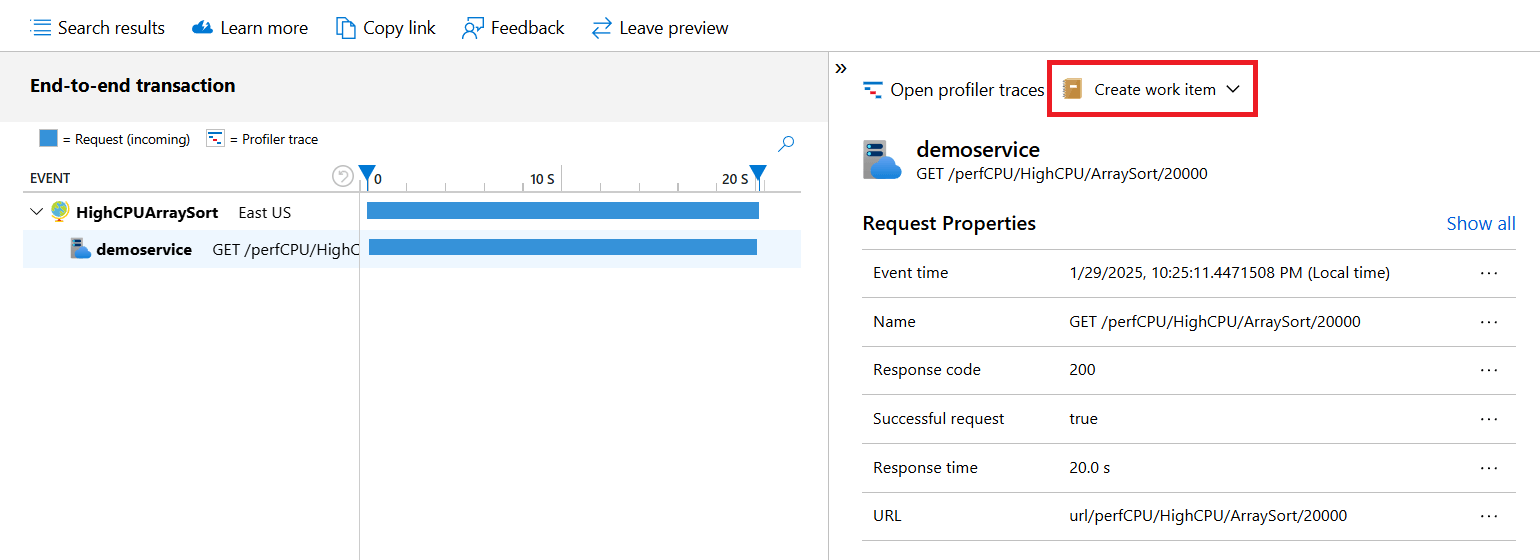 Search results Learn more Copy link Feedback Leave preview
End-to-end transaction
= Request (incoming) = Profiler trace
EVENT 0 10 S 20 S
HighCPUArraySort East US
demoservice GET /perfCPU/HighC
» Open profiler traces Create work item
demoservice
GET /perfCPU/HighCPU/ArraySort/20000
Request Properties Show all
Event time 1/29/2025, 10:25:11.4471508 PM (Local time) ...
Name GET /perfCPU/HighCPU/ArraySort/20000 ...
Response code 200 ...
Successful request true ...
Response time 20.0 s ...
URL url/perfCPU/HighCPU/ArraySort/20000 ...